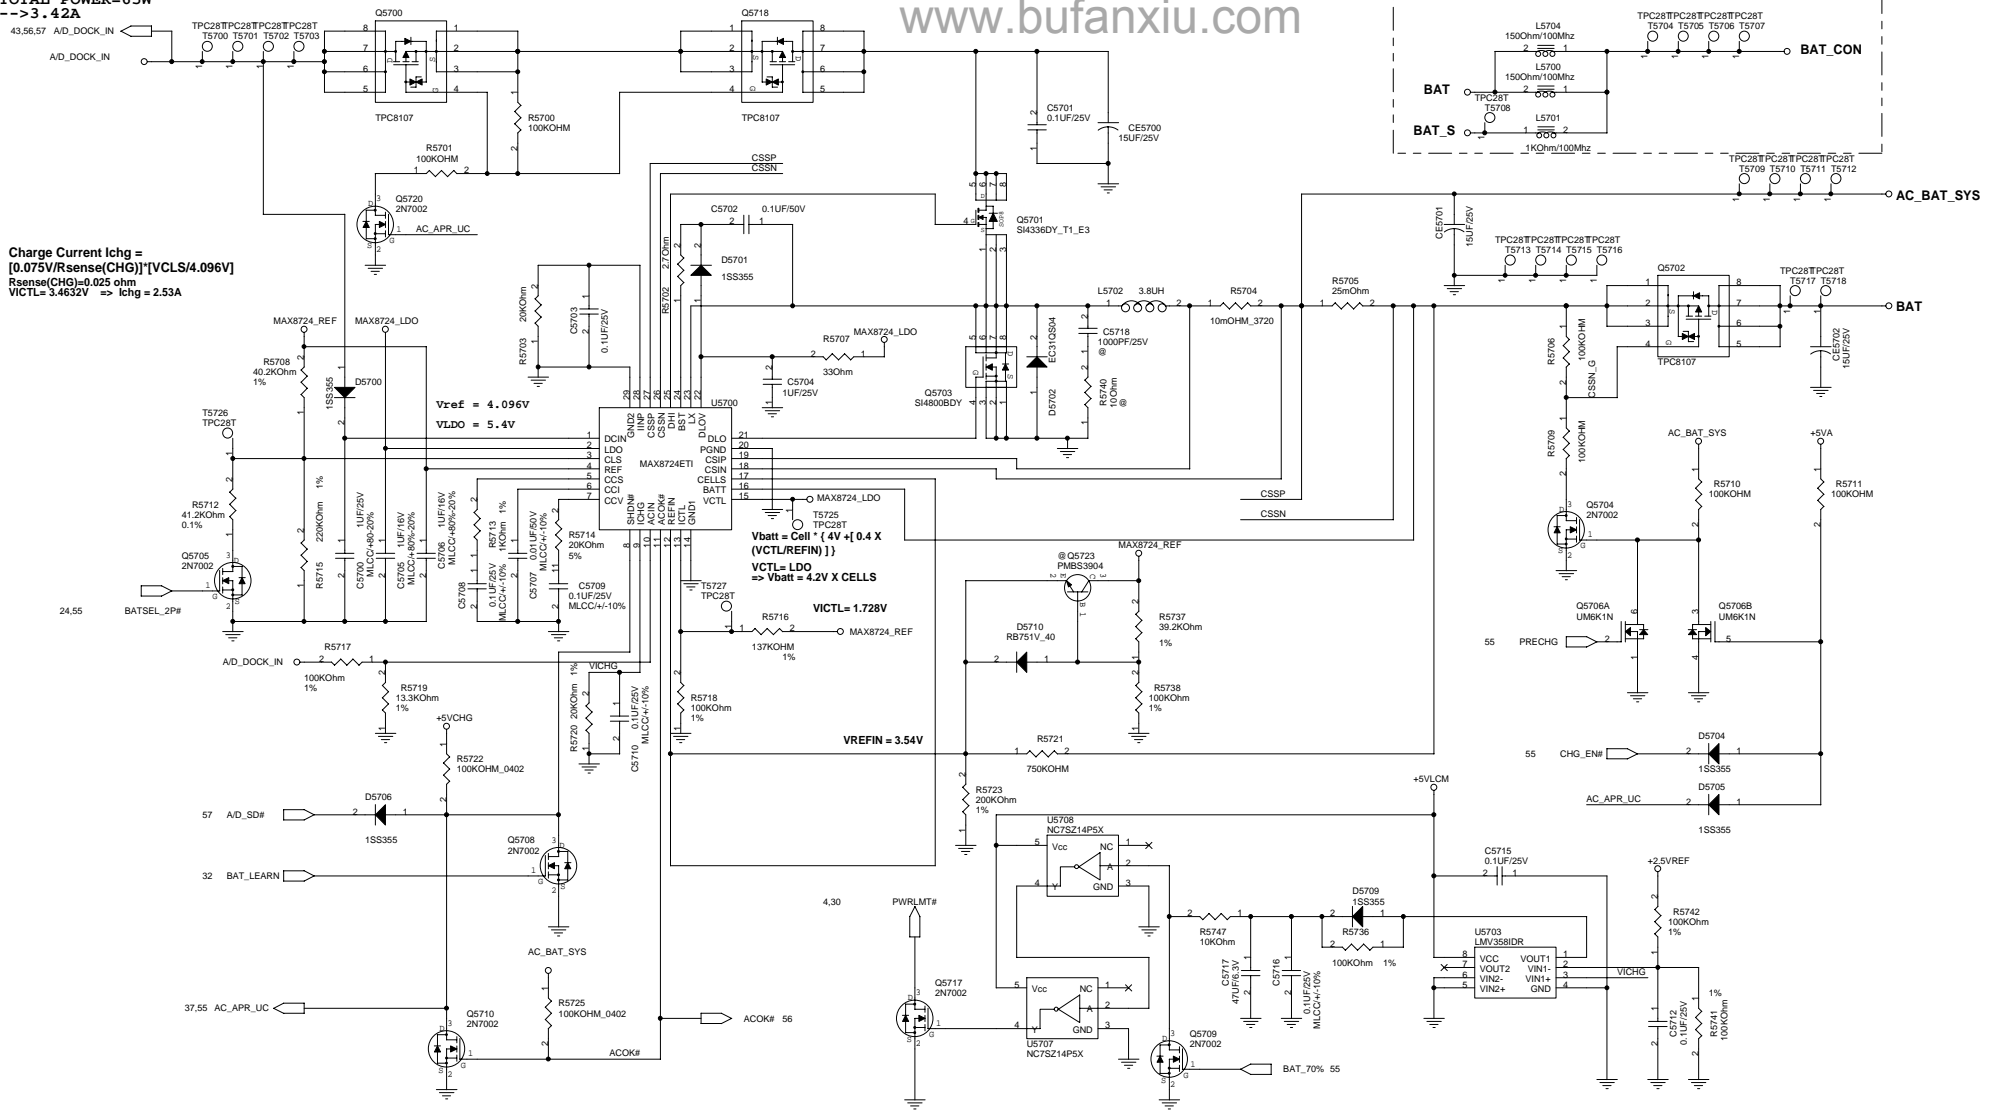 TOTAL POWER=65W
-->3.42A
www.bufanxiu.com
43,56,57 A/D_DOCK_IN
A/D_DOCK_IN
TPC28T TPC28T TPC28T TPC28T
T5700 T5701 T5702 T5703
Q5700
TPC8107
Q5718
TPC8107
R5700
100KOHM
R5701
100KOHM
Q5720
2N7002
AC_APR_UC
CSSP
CSSN
C5701
0.1UF/25V
CE5700
15UF/25V
L5704
150Ohm/100Mhz
L5700
150Ohm/100Mhz
L5701
1KOhm/100Mhz
BAT
BAT_S
TPC28T
T5708
TPC28T TPC28T TPC28T TPC28T
T5704 T5705 T5706 T5707
BAT_CON
TPC28T TPC28T TPC28T TPC28T
T5709 T5710 T5711 T5712
AC_BAT_SYS
Charge Current Ichg =
[0.075V/Rsense(CHG)]*[VCLS/4.096V]
Rsense(CHG)=0.025 ohm
VICTL= 3.4632V => Ichg = 2.53A
C5702 0.1UF/50V
R5702 2.7Ohm
D5701
1SS355
Q5701
SI4336DY_T1_E3
CE5701
15UF/25V
TPC28T TPC28T TPC28T TPC28T
T5713 T5714 T5715 T5716
Q5702
TPC8107
TPC28T TPC28T
T5717 T5718
BAT
CE5702
15UF/25V
L5702 3.8UH
R5704
10mOHM_3720
R5705
25mOhm
R5703 20KOhm
C5703
0.1UF/25V
MAX8724_REF
MAX8724_LDO
R5708
40.2KOhm
1%
1SS355
D5700
R5707
33Ohm
MAX8724_LDO
C5704
1UF/25V
Q5703
SI4800BDY
D5702 EC31QS04
C5718
1000PF/25V
@
R5740
10Ohm
@
R5706 100KOHM
CSSN_G
R5709 100KOHM
Vref = 4.096V
VLDO = 5.4V
T5726
TPC28T
U5700
MAX8724ETI
GND2 IINP CSSP CSSN DHI BST LX DLOV
DCIN
LDO
CLS
REF
CCS
CCI
CCV
DLO
PGND
CSIP
CSIN
CELLS
BATT
VCTL
SHDN# ICHG ACIN ACOK# REFIN ICTL GND1
R5712
41.2KOhm
0.1%
Q5705
2N7002
24,55 BATSEL_2P#
R5715 220KOhm 1%
C5700 1UF/25V
MLCC/+80-20%
C5705 1UF/16V
MLCC/+80%-20%
C5706 1UF/16V
MLCC/+80%-20%
R5713
1KOhm 1%
C5708 0.1UF/25V
MLCC/+/-10%
C5707 0.01UF/50V
MLCC/+/-10%
R5714
20KOhm
5%
C5709
0.1UF/25V
MLCC/+/-10%
MAX8724_LDO
T5725
TPC28T
Vbatt = Cell * { 4V +[ 0.4 X
(VCTL/REFIN) ] }
VCTL= LDO
=> Vbatt = 4.2V X CELLS
CSSP
CSSN
AC_BAT_SYS
+5VA
R5710
100KOHM
R5711
100KOHM
Q5704
2N7002
MAX8724_REF
@ Q5723
PMBS3904
T5727
TPC28T
VICTL= 1.728V
R5716
137KOHM
1%
MAX8724_REF
D5710
RB751V_40
R5737
39.2KOhm
1%
R5738
100KOhm
1%
Q5706A
UM6K1N
Q5706B
UM6K1N
55 PRECHG
A/D_DOCK_IN
R5717
100KOhm
1%
R5719
13.3KOhm
1%
VICHG
R5720 20KOhm 1%
C5710 0.1UF/25V
MLCC/+/-10%
R5718
100KOhm
1%
VREFIN = 3.54V
R5721
750KOHM
R5723
200KOhm
1%
+5VCHG
R5722
100KOHM_0402
D5706
1SS355
57 A/D_SD#
Q5708
2N7002
32 BAT_LEARN
D5704
1SS355
55 CHG_EN#
AC_APR_UC
D5705
1SS355
+5VLCM
U5708
NC7SZ14P5X
Vcc NC
A
Y GND
4,30 PWRLMT#
R5747
10KOhm
D5709
1SS355
R5736
100KOhm 1%
C5715
0.1UF/25V
+2.5VREF
R5742
100KOhm
1%
U5703
LMV358IDR
VCC VOUT1
VOUT2 VIN1-
VIN2- VIN1+
VIN2+ GND
VICHG
C5717
47UF/6.3V
C5716
0.1UF/25V
MLCC/+/-10%
C5712
0.1UF/25V
R5741
100KOhm
1%
AC_BAT_SYS
R5725
100KOHM_0402
37,55 AC_APR_UC
Q5710
2N7002
ACOK#
ACOK# 56
Q5717
2N7002
Vcc NC
A
Y GND
U5707
NC7SZ14P5X
Q5709
2N7002
BAT_70% 55